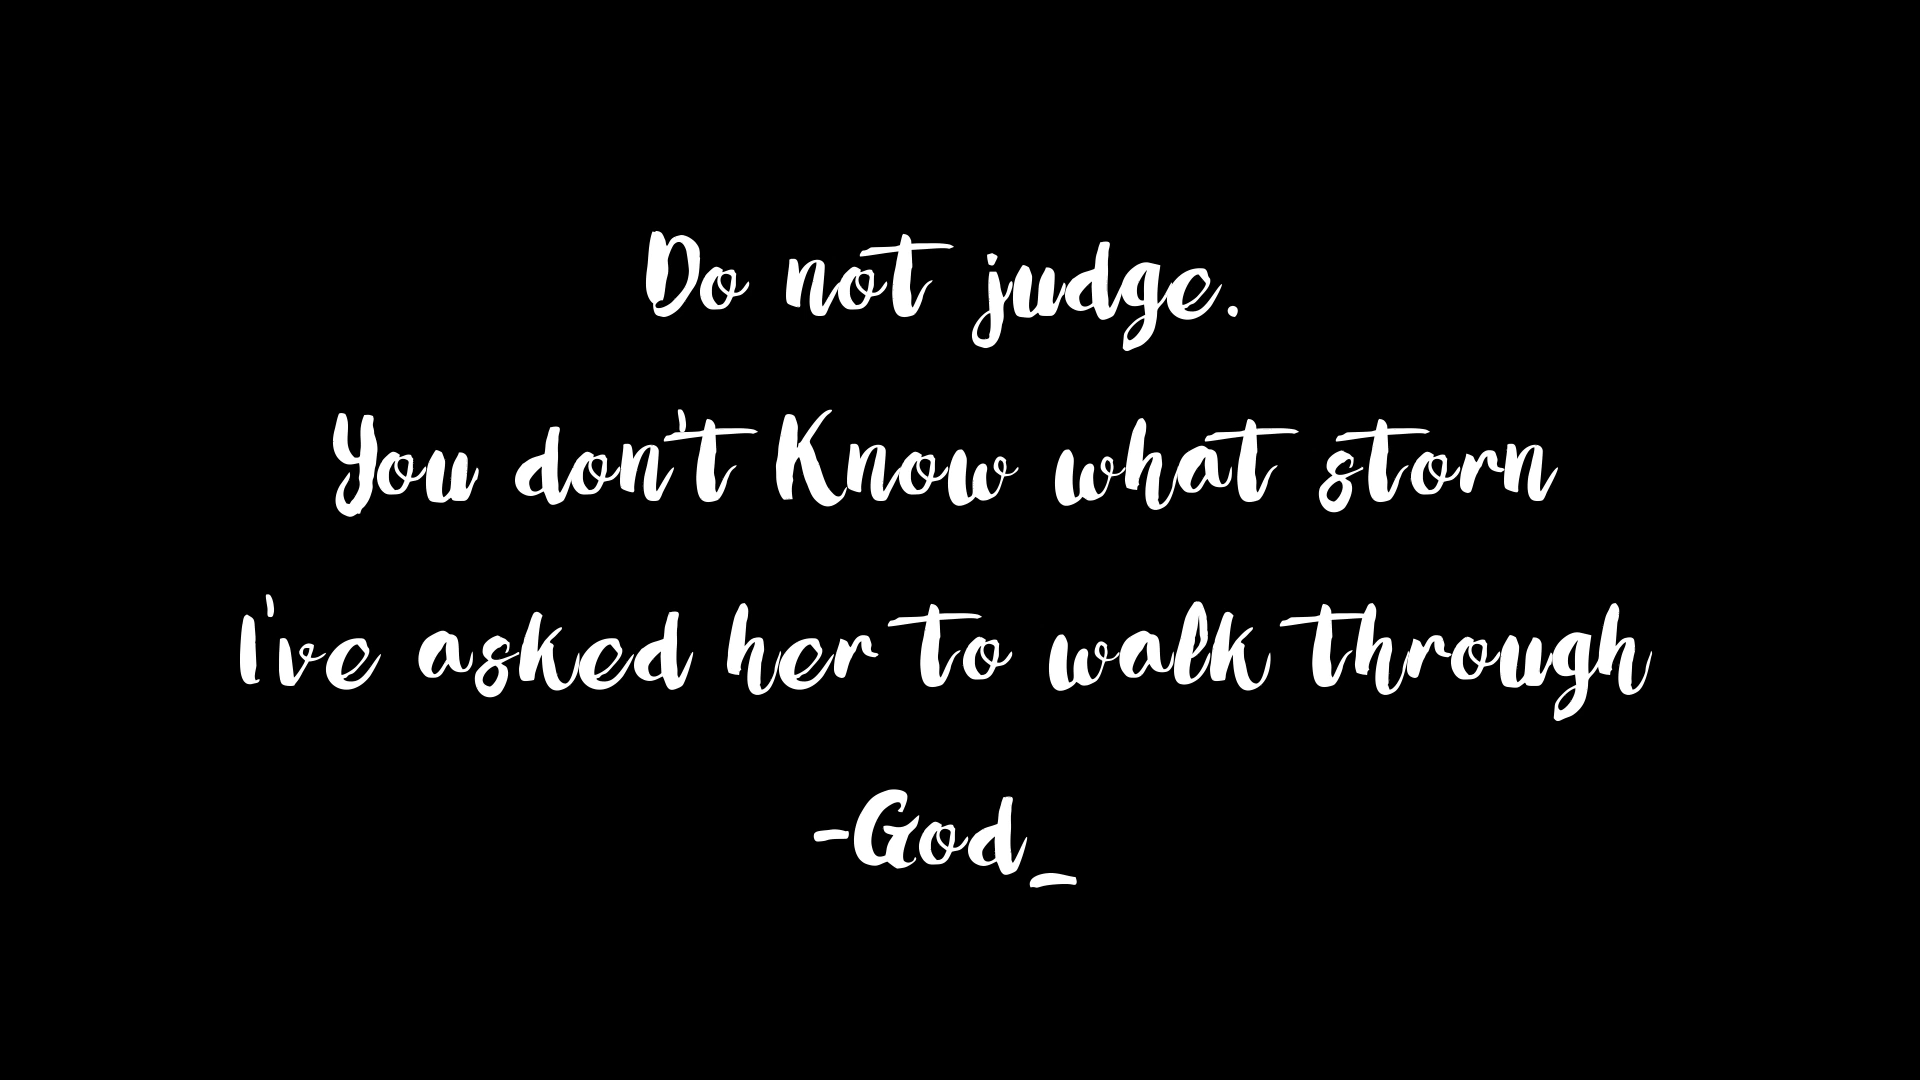 Do not judge.
You don't Know what storn
I've asked her to walk through
-God_